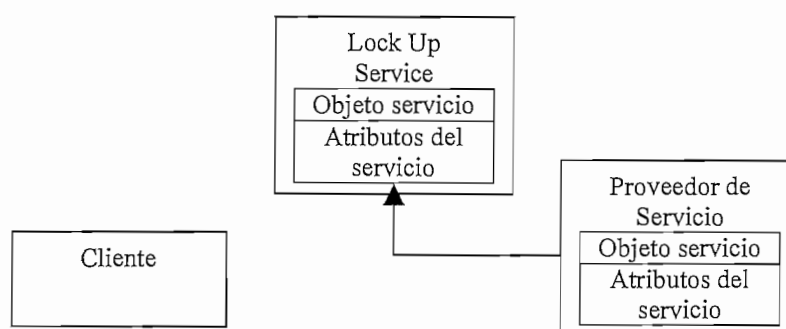 Lock Up
Service
Objeto servicio
Atributos del
servicio
Proveedor de
Servicio
Objeto servicio
Atributos del
servicio
Cliente